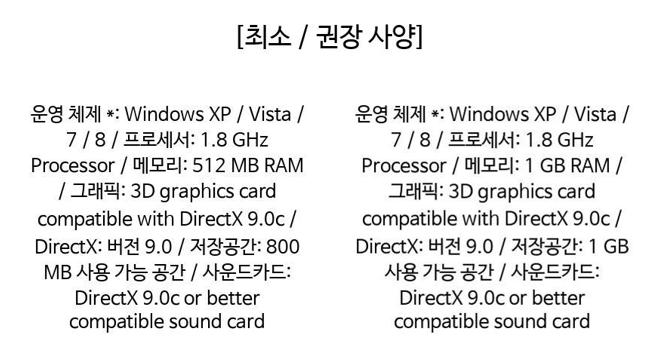 [최소 / 권장 사양]
운영 체제 *: Windows XP / Vista /
7 / 8 / 프로세서: 1.8 GHz
Processor / 메모리: 512 MB RAM
/ 그래픽: 3D graphics card
compatible with DirectX 9.0c /
DirectX: 버전 9.0 / 저장공간: 800
MB 사용 가능 공간 / 사운드카드:
DirectX 9.0c or better
compatible sound card
운영 체제 *: Windows XP / Vista /
7 / 8 / 프로세서: 1.8 GHz
Processor / 메모리: 1 GB RAM /
그래픽: 3D graphics card
compatible with DirectX 9.0c /
DirectX: 버전 9.0 / 저장공간: 1 GB
사용 가능 공간 / 사운드카드:
DirectX 9.0c or better
compatible sound card